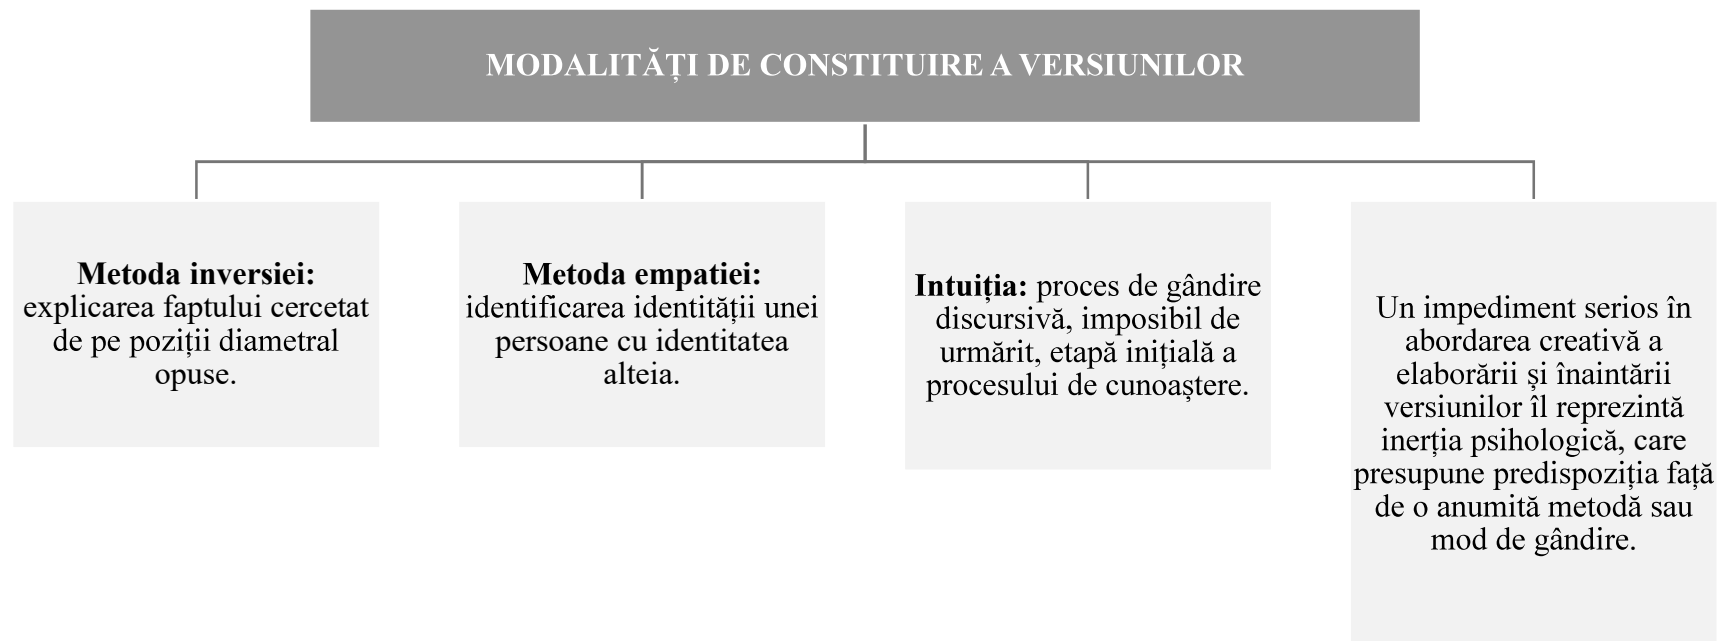 MODALITĂȚI DE CONSTITUIRE A VERSIUNILOR
Metoda inversiei:
explicarea faptului cercetat
de pe poziții diametral
opuse.
Metoda empatiei:
identificarea identității unei
persoane cu identitatea
alteia.
Intuiția: proces de gândire
discursivă, imposibil de
urmărit, etapă inițială a
procesului de cunoaștere.
Un impediment serios în
abordarea creativă a
elaborării și înaintării
versiunilor îl reprezintă
inerția psihologică, care
presupune predispoziția față
de o anumită metodă sau
mod de gândire.